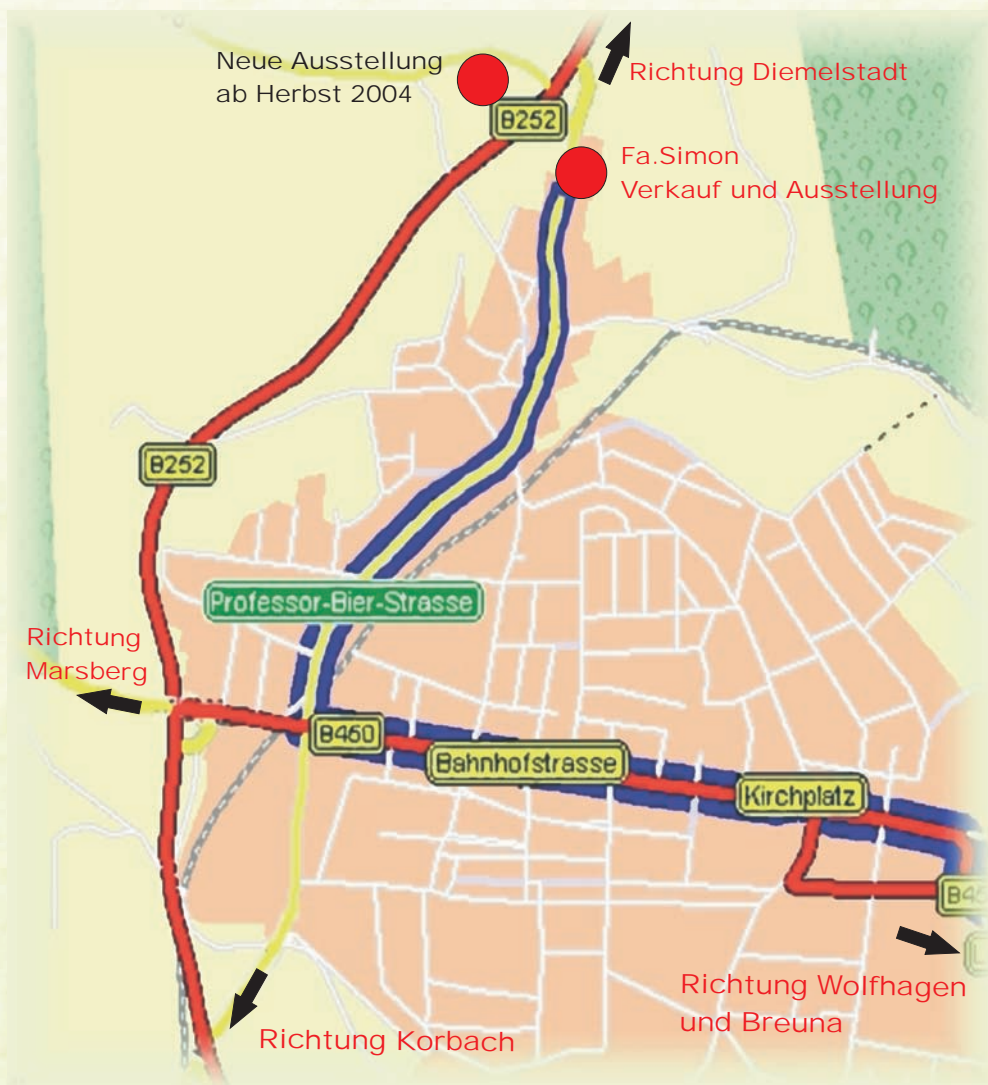 Neue Ausstellung
ab Herbst 2004
Richtung Diemelstadt
B252
Fa.Simon
Verkauf und Ausstellung
B252
Professor-Bier-Strasse
Richtung
Marsberg
B450
Bahnhofstrasse
Kirchplatz
Richtung Wolfhagen
und Breuna
Richtung Korbach